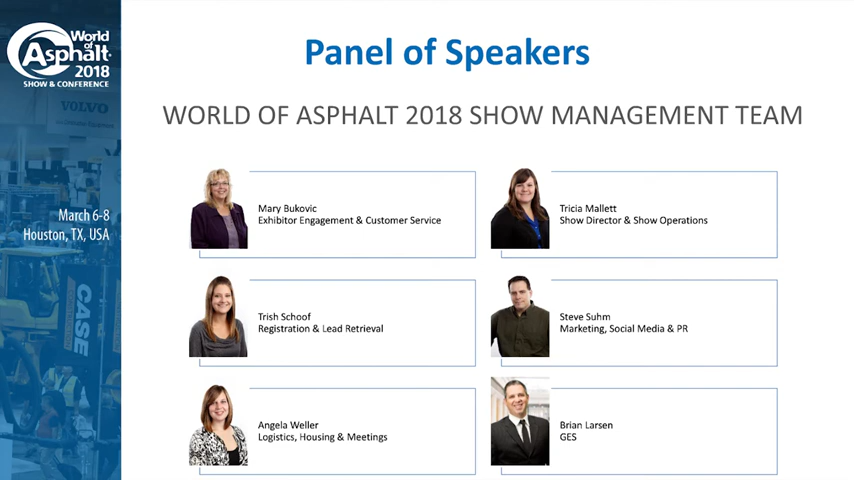 World
of
Asphalt
2018
SHOW & CONFERENCE
VOLVO
March 6-8
Houston, TX, USA
CASE
Panel of Speakers
WORLD OF ASPHALT 2018 SHOW MANAGEMENT TEAM
Mary Bukovic
Exhibitor Engagement & Customer Service
Tricia Mallett
Show Director & Show Operations
Trish Schoof
Registration & Lead Retrieval
Steve Suhm
Marketing, Social Media & PR
Angela Weller
Logistics, Housing & Meetings
Brian Larsen
GES